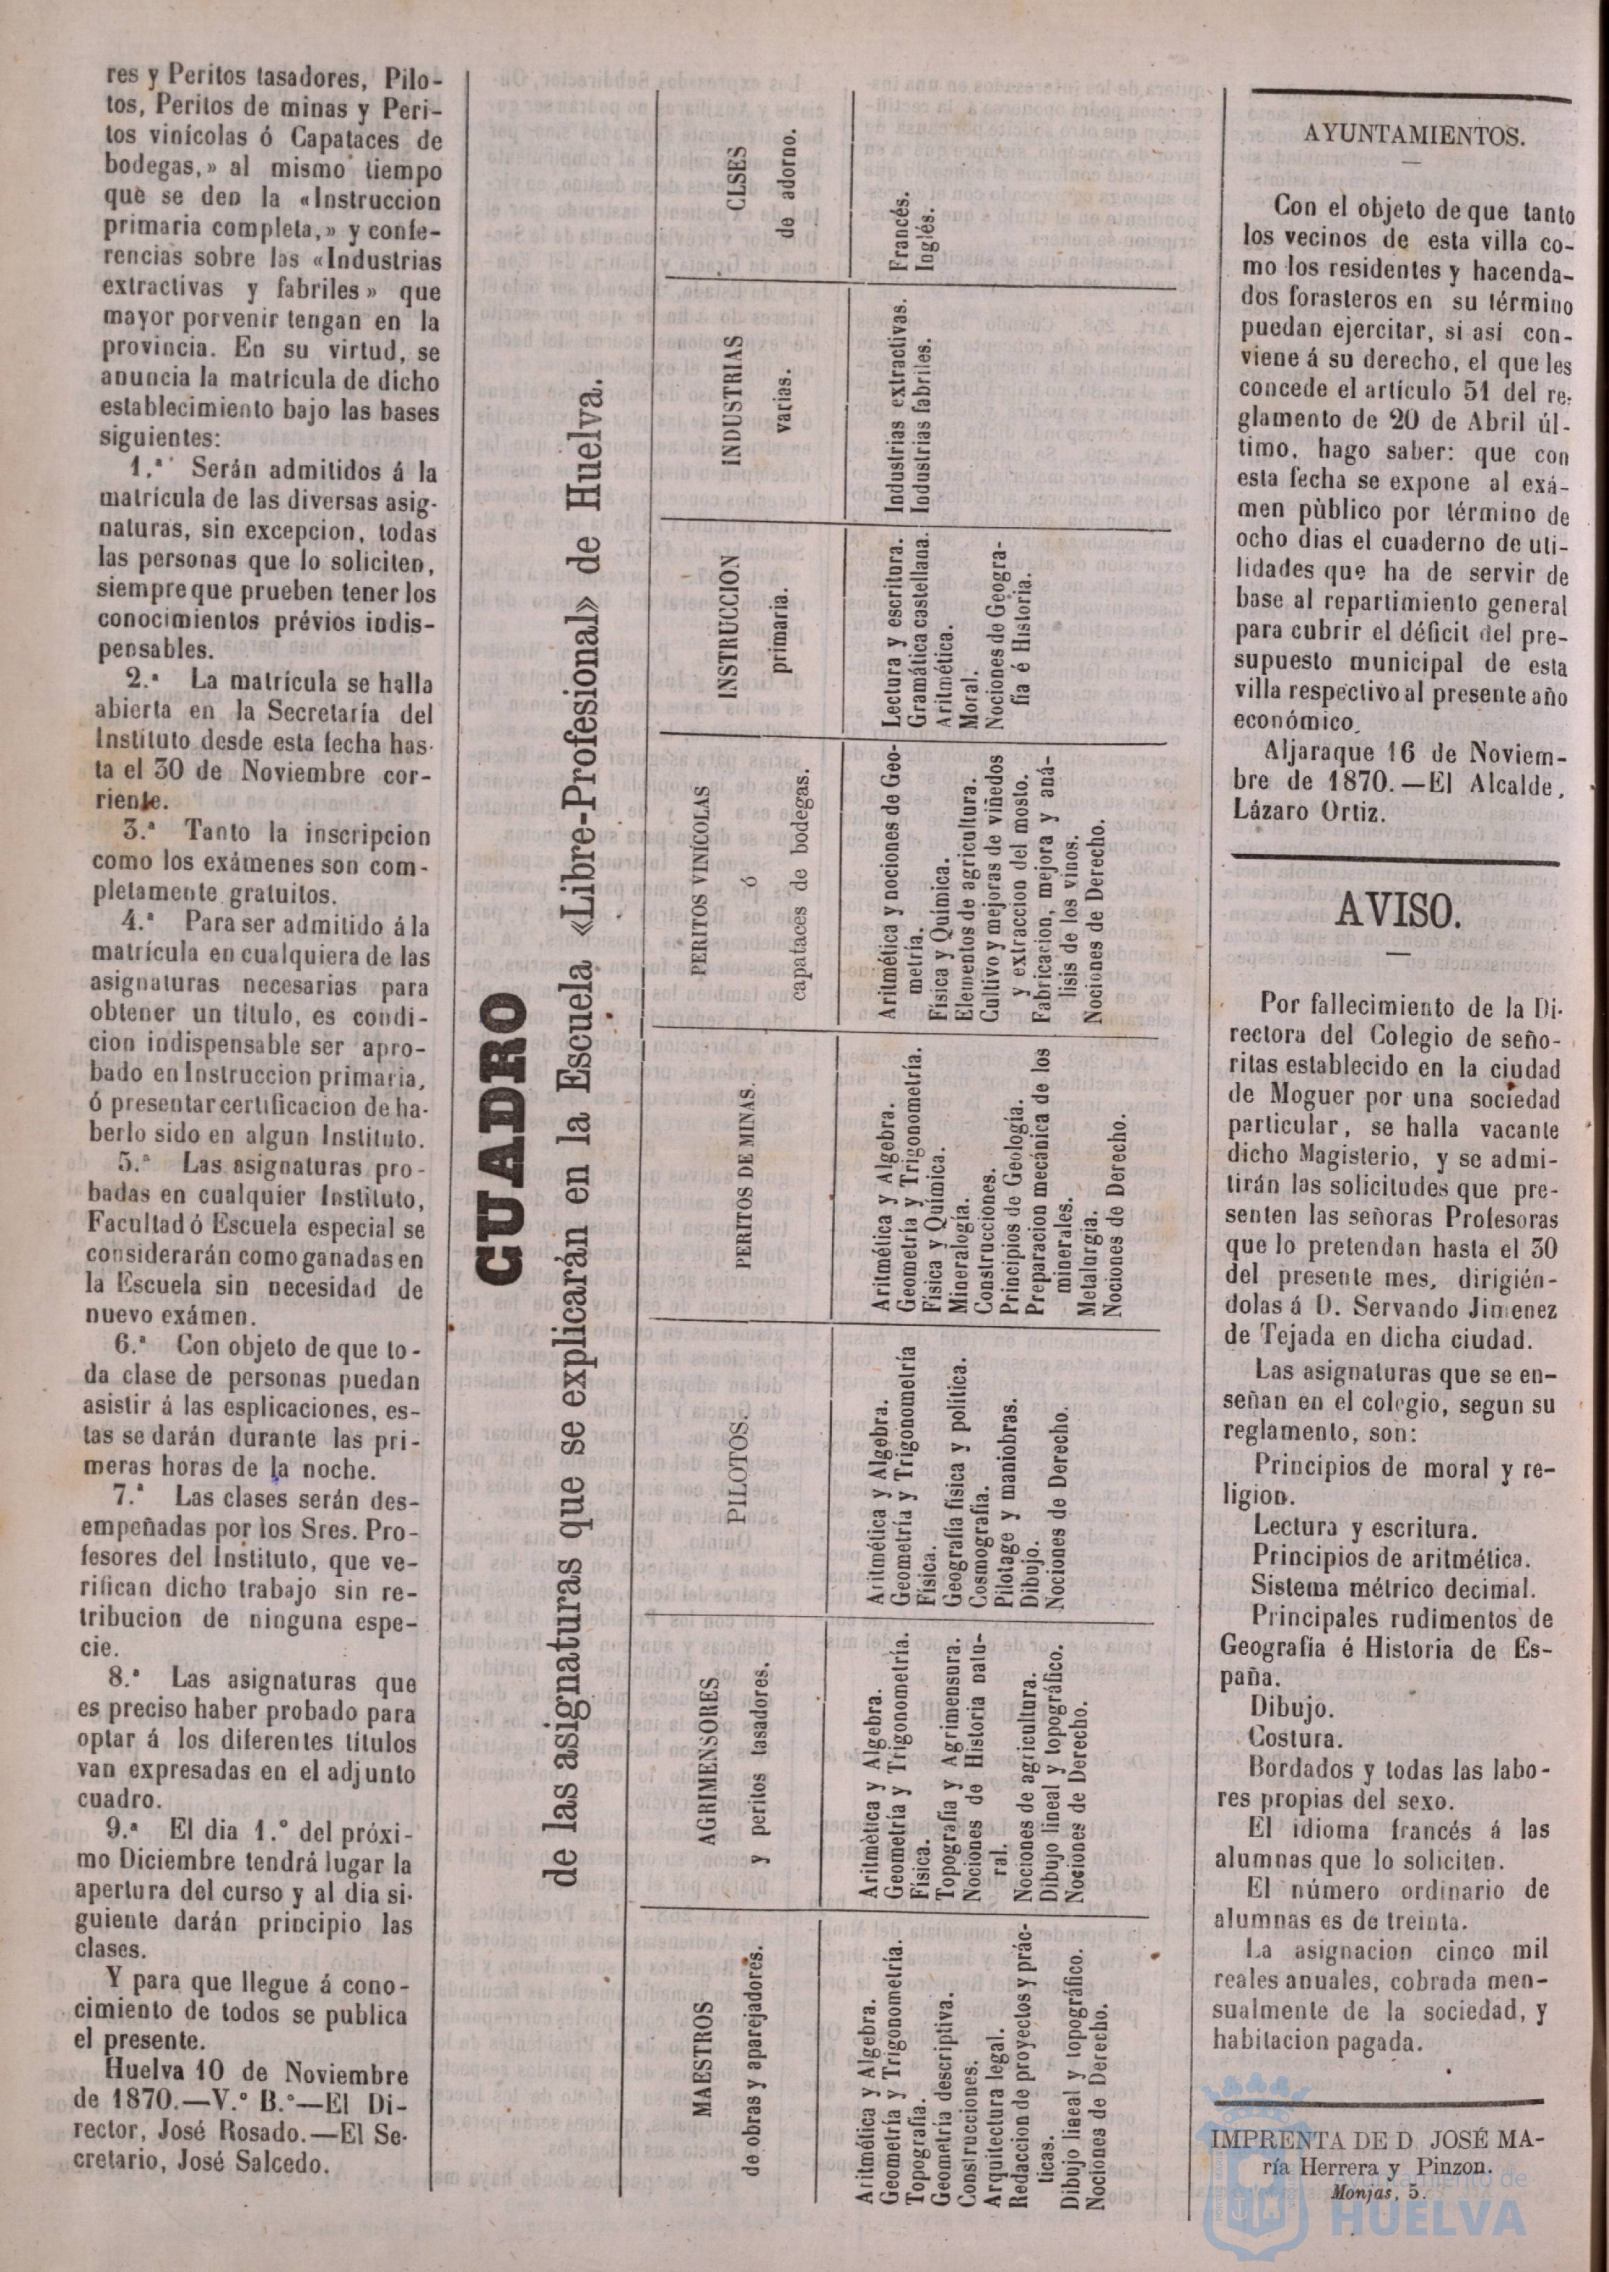 res y Peritos tasadores, Pilo-
tos, Peritos de minas y Peri-
tos vinícolas ó Capataces de
bodegas,» al mismo tiempo
que se den la «Instruccion
primaria completa,» y confe-
rencias sobre las «Industrias
extractivas y fabriles» que
mayor porvenir tengan en la
provincia. En su virtud, se
anuncia la matrícula de dicho
establecimiento bajo las bases
siguientes:
1.ª Serán admitidos á la
matrícula de las diversas asig-
naturas, sin excepcion, todas
las personas que lo soliciten,
siempre que prueben tener los
conocimientos prévios indis-
pensables.
2.ª La matrícula se halla
abierta en la Secretaría del
Instituto desde esta fecha has-
ta el 30 de Noviembre cor-
riente.
3.ª Tanto la inscripcion
como los exámenes son com-
pletamente gratuitos.
4.ª Para ser admitido á la
matrícula en cualquiera de las
asignaturas necesarias para
obtener un título, es condi-
cion indispensable ser apro-
bado en Instruccion primaria,
ó presentar certificacion de ha-
berlo sido en algun Instituto.
5.ª Las asignaturas pro-
badas en cualquier Instituto,
Facultad ó Escuela especial se
considerarán como ganadas en
la Escuela sin necesidad de
nuevo exámen.
6.ª Con objeto de que to-
da clase de personas puedan
asistir á las esplicaciones, es-
tas se darán durante las pri-
meras horas de la noche.
7.ª Las clases serán des-
empeñadas por los Sres. Pro-
fesores del Instituto, que ve-
rifican dicho trabajo sin re-
tribucion de ninguna espe-
cie.
8.ª Las asignaturas que
es preciso haber probado para
optar á los diferentes títulos
van expresadas en el adjunto
cuadro.
9.ª El dia 1.º del próxi-
mo Diciembre tendrá lugar la
apertura del curso y al dia si-
guiente darán principio las
clases.
Y para que llegue á cono-
cimiento de todos se publica
el presente.
Huelva 10 de Noviembre
de 1870.—V.º B.º—El Di-
rector, José Rosado.—El Se-
cretario, José Salcedo.
CUADRO
de las asignaturas que se explicarán en la Escuela «Libre-Profesional» de Huelva.
MAESTROS
de obras y aparejadores.
Aritmética y Algebra.
Geometría y Trigonometría.
Topografía.
Geometría descriptiva.
Construcciones.
Arquitectura legal.
Redaccion de proyectos y prác-
ticas.
Dibujo lineal y topográfico.
Nociones de Derecho.
AGRIMENSORES
y peritos tasadores.
Aritmètica y Algebra.
Geometría y Trigonometría.
Física.
Topografía y Agrimensura.
Nociones de Historia natu-
ral.
Nociones de agricultura.
Dibujo lineal y topográfico.
Nociones de Derecho.
PILOTOS.
Aritmética y Algebra.
Geometría y Trigonometría
Física.
Geografía física y política.
Cosmografía.
Pilotage y maniobras.
Dibujo.
Nociones de Derecho.
PERITOS DE MINAS.
Aritmética y Algebra.
Geometría y Trigonometría.
Física y Química.
Mineralogía.
Construcciones.
Principios de Geología.
Preparacion mecánica de los
minerales.
Metalurgia.
Nociones de Derecho.
PERITOS VINÍCOLAS
ó
capataces de bodegas.
Aritmética y nociones de Geo-
metría.
Física y Química.
Elementos de agricultura.
Cultivo y mejoras de viñedos
y extraccion del mosto.
Fabricacion, mejora y aná-
lisis de los vinos.
Nociones de Derecho.
INSTRUCCION
primaria.
Lectura y escritura.
Gramática castellana.
Aritmética.
Moral.
Nociones de Geogra-
fía é Historia.
INDUSTRIAS
varias.
Industrias extractivas.
Industrias fabriles.
CLSES
de adorno.
Francés.
Inglés.
AYUNTAMIENTOS.
Con el objeto de que tanto
los vecinos de esta villa co-
mo los residentes y hacenda-
dos forasteros en su término
puedan ejercitar, si asi con-
viene á su derecho, el que les
concede el artículo 51 del re-
glamento de 20 de Abril úl-
timo, hago saber: que con
esta fecha se expone al exá-
men pùblico por término de
ocho dias el cuaderno de uti-
lidades que ha de servir de
base al repartimiento general
para cubrir el déficit del pre-
supuesto municipal de esta
villa respectivo al presente año
económico.
Aljaraque 16 de Noviem-
bre de 1870.—El Alcalde,
Lázaro Ortiz.
AVISO.
Por fallecimiento de la Di-
rectora del Colegio de seño-
ritas establecido en la ciudad
de Moguer por una sociedad
particular, se halla vacante
dicho Magisterio, y se admi-
tirán las solicitudes que pre-
senten las señoras Profesoras
que lo pretendan hasta el 30
del presente mes, dirigién-
dolas á D. Servando Jimenez
de Tejada en dicha ciudad.
Las asignaturas que se en-
señan en el colegio, segun su
reglamento, son:
Principios de moral y re-
ligion.
Lectura y escritura.
Principios de aritmética.
Sistema métrico decimal.
Principales rudimentos de
Geografía é Historia de Es-
paña.
Dibujo.
Costura.
Bordados y todas las labo-
res propias del sexo.
El idioma francés á las
alumnas que lo soliciten.
El número ordinario de
alumnas es de treinta.
La asignacion cinco mil
reales anuales, cobrada men-
sualmente de la sociedad, y
habitacion pagada.
IMPRENTA DE D. JOSÉ MA-
ría Herrera y Pinzon.
Monjas, 5.
Ayuntamiento de
HUELVA